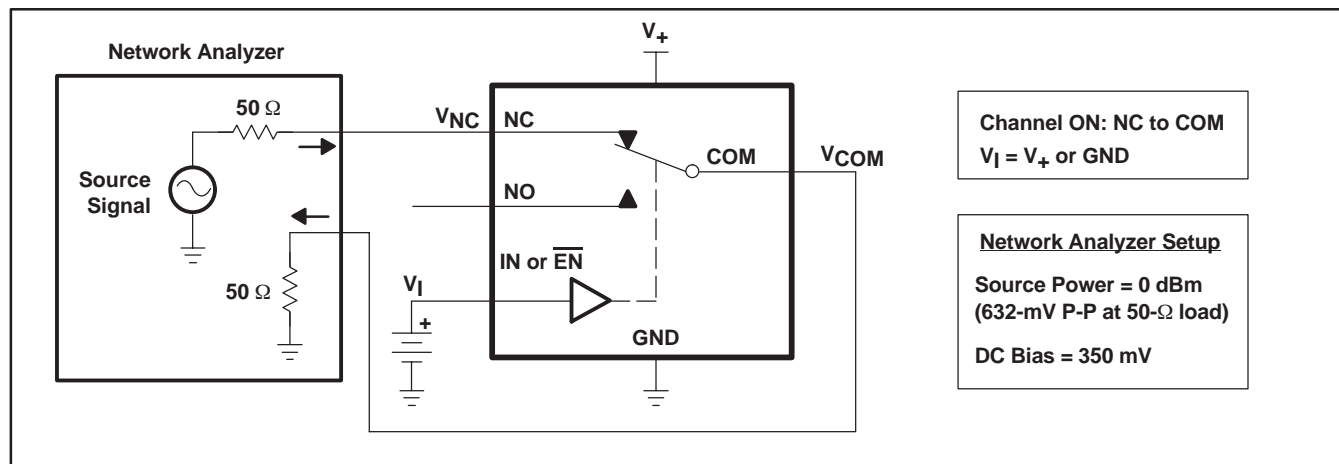 V+
Network Analyzer
50 Ω
VNC
NC
COM
VCOM
Source
Signal
NO
50 Ω
IN or E̅N̅
VI
+
GND
Channel ON: NC to COM
VI = V+ or GND
Network Analyzer Setup
Source Power = 0 dBm
(632-mV P-P at 50-Ω load)
DC Bias = 350 mV